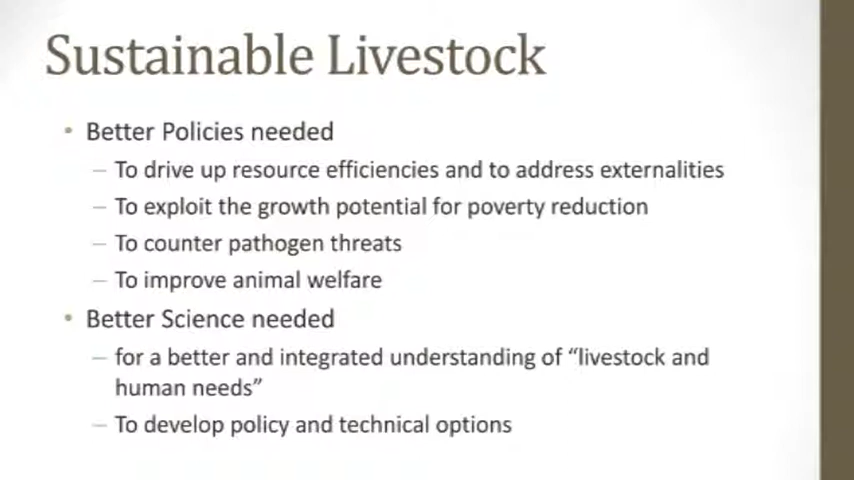 Sustainable Livestock
• Better Policies needed
– To drive up resource efficiencies and to address externalities
– To exploit the growth potential for poverty reduction
– To counter pathogen threats
– To improve animal welfare
• Better Science needed
– for a better and integrated understanding of “livestock and
human needs”
– To develop policy and technical options